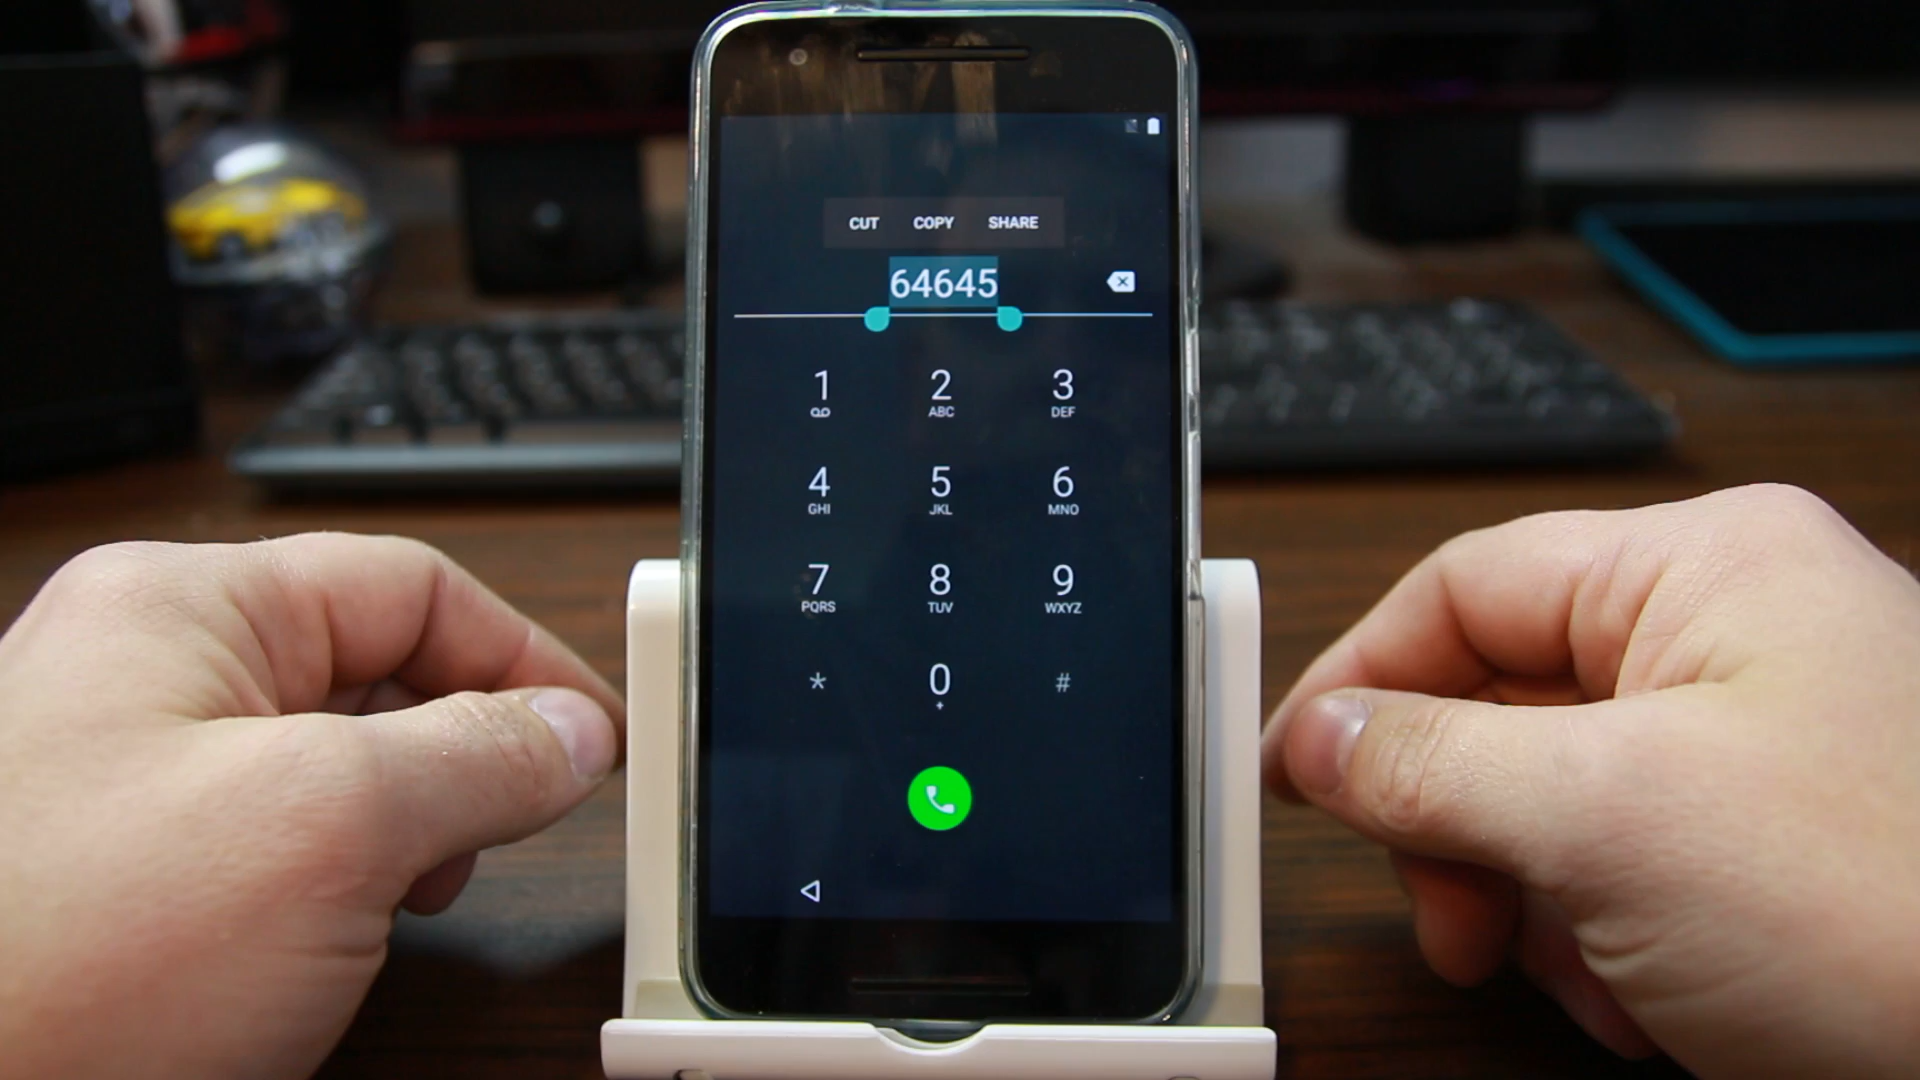 CUT COPY SHARE
64645
1 2 3
ABC DEF
4 5 6
GHI JKL MNO
7 8 9
PQRS TUV WXYZ
* 0 #
+